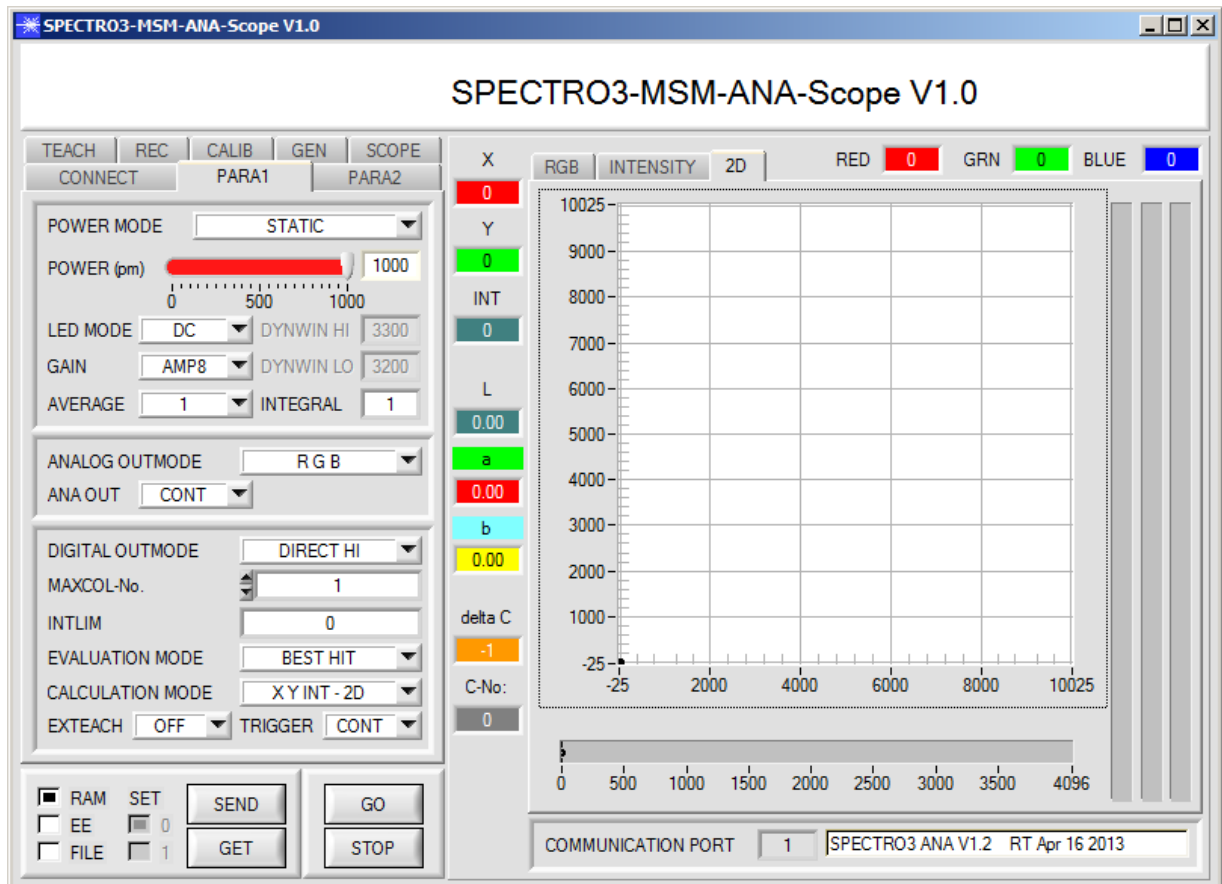 SPECTRO3-MSM-ANA-Scope V1.0
SPECTRO3-MSM-ANA-Scope V1.0
TEACH REC CALIB GEN SCOPE
CONNECT PARA1 PARA2
POWER MODE STATIC
POWER (pm) 1000
0 500 1000
LED MODE DC DYNWIN HI 3300
GAIN AMP8 DYNWIN LO 3200
AVERAGE 1 INTEGRAL 1
ANALOG OUTMODE R G B
ANA OUT CONT
DIGITAL OUTMODE DIRECT HI
MAXCOL-No. 1
INTLIM 0
EVALUATION MODE BEST HIT
CALCULATION MODE X Y INT - 2D
EXTEACH OFF TRIGGER CONT
RAM SET
EE 0
FILE 1
SEND
GET
GO
STOP
X
0
Y
0
INT
0
L
0.00
a
0.00
b
0.00
delta C
-1
C-No:
0
RGB INTENSITY 2D
RED 0 GRN 0 BLUE 0
10025
9000
8000
7000
6000
5000
4000
3000
2000
1000
-25
-25 2000 4000 6000 8000 10025
0 500 1000 1500 2000 2500 3000 3500 4096
COMMUNICATION PORT 1 SPECTRO3 ANA V1.2 RT Apr 16 2013